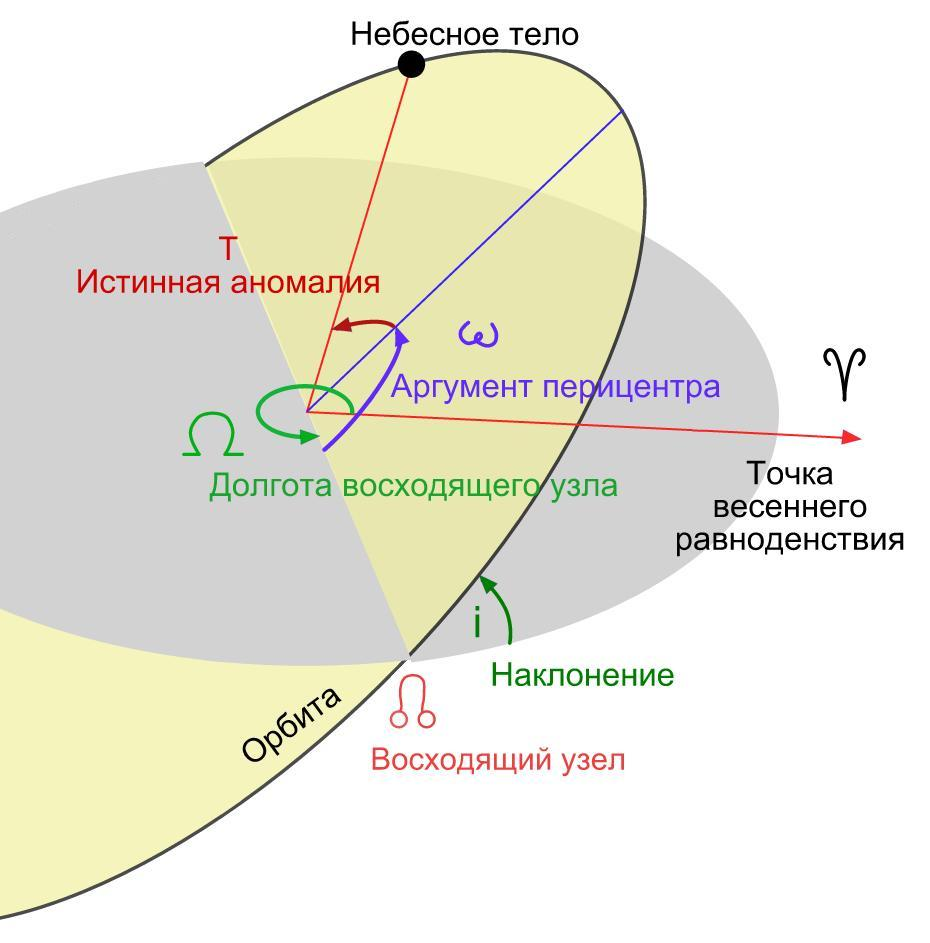 Небесное тело
T
Истинная аномалия
ω
Аргумент перицентра
♈
Ω
Долгота восходящего узла
Точка
весеннего
равноденствия
i
Наклонение
Орбита
☊
Восходящий узел